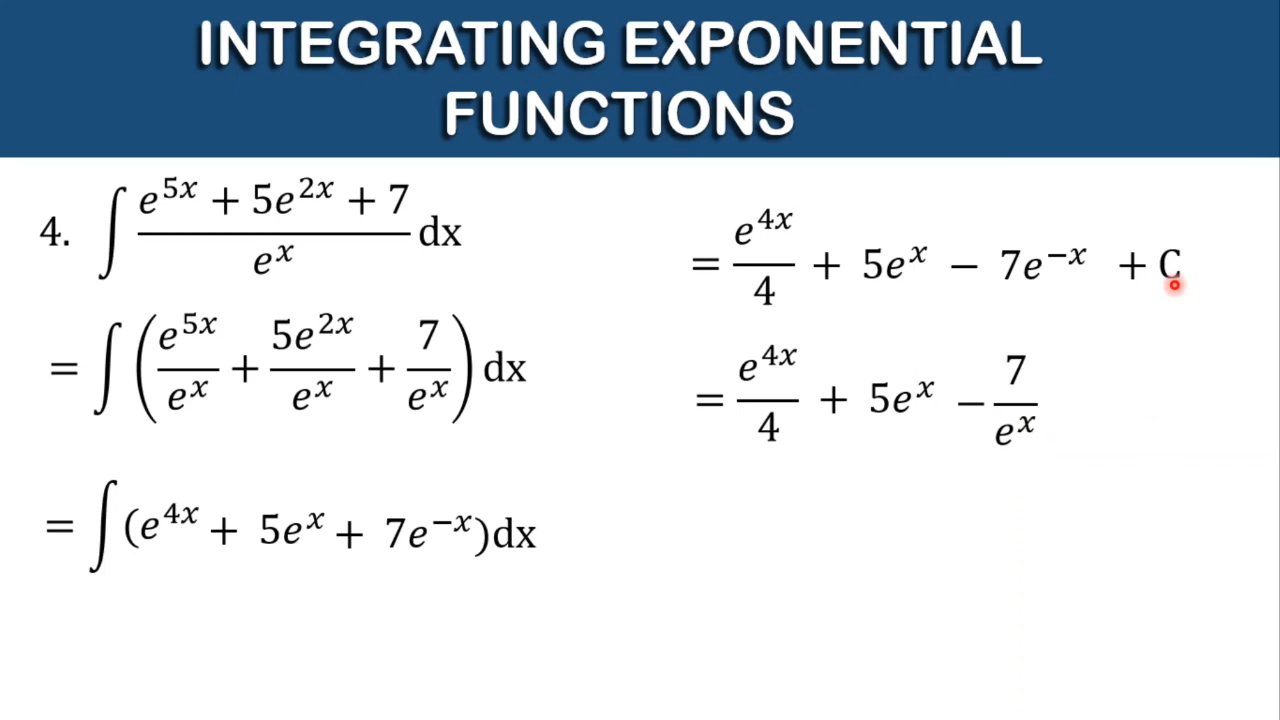 INTEGRATING EXPONENTIAL
FUNCTIONS
4. ∫ (e^{5x} + 5e^{2x} + 7)/e^x dx
= ∫ (e^{5x}/e^x + 5e^{2x}/e^x + 7/e^x) dx
= ∫ (e^{4x} + 5e^x + 7e^{−x})dx
= e^{4x}/4 + 5e^x − 7e^{−x} + C
= e^{4x}/4 + 5e^x − 7/e^x